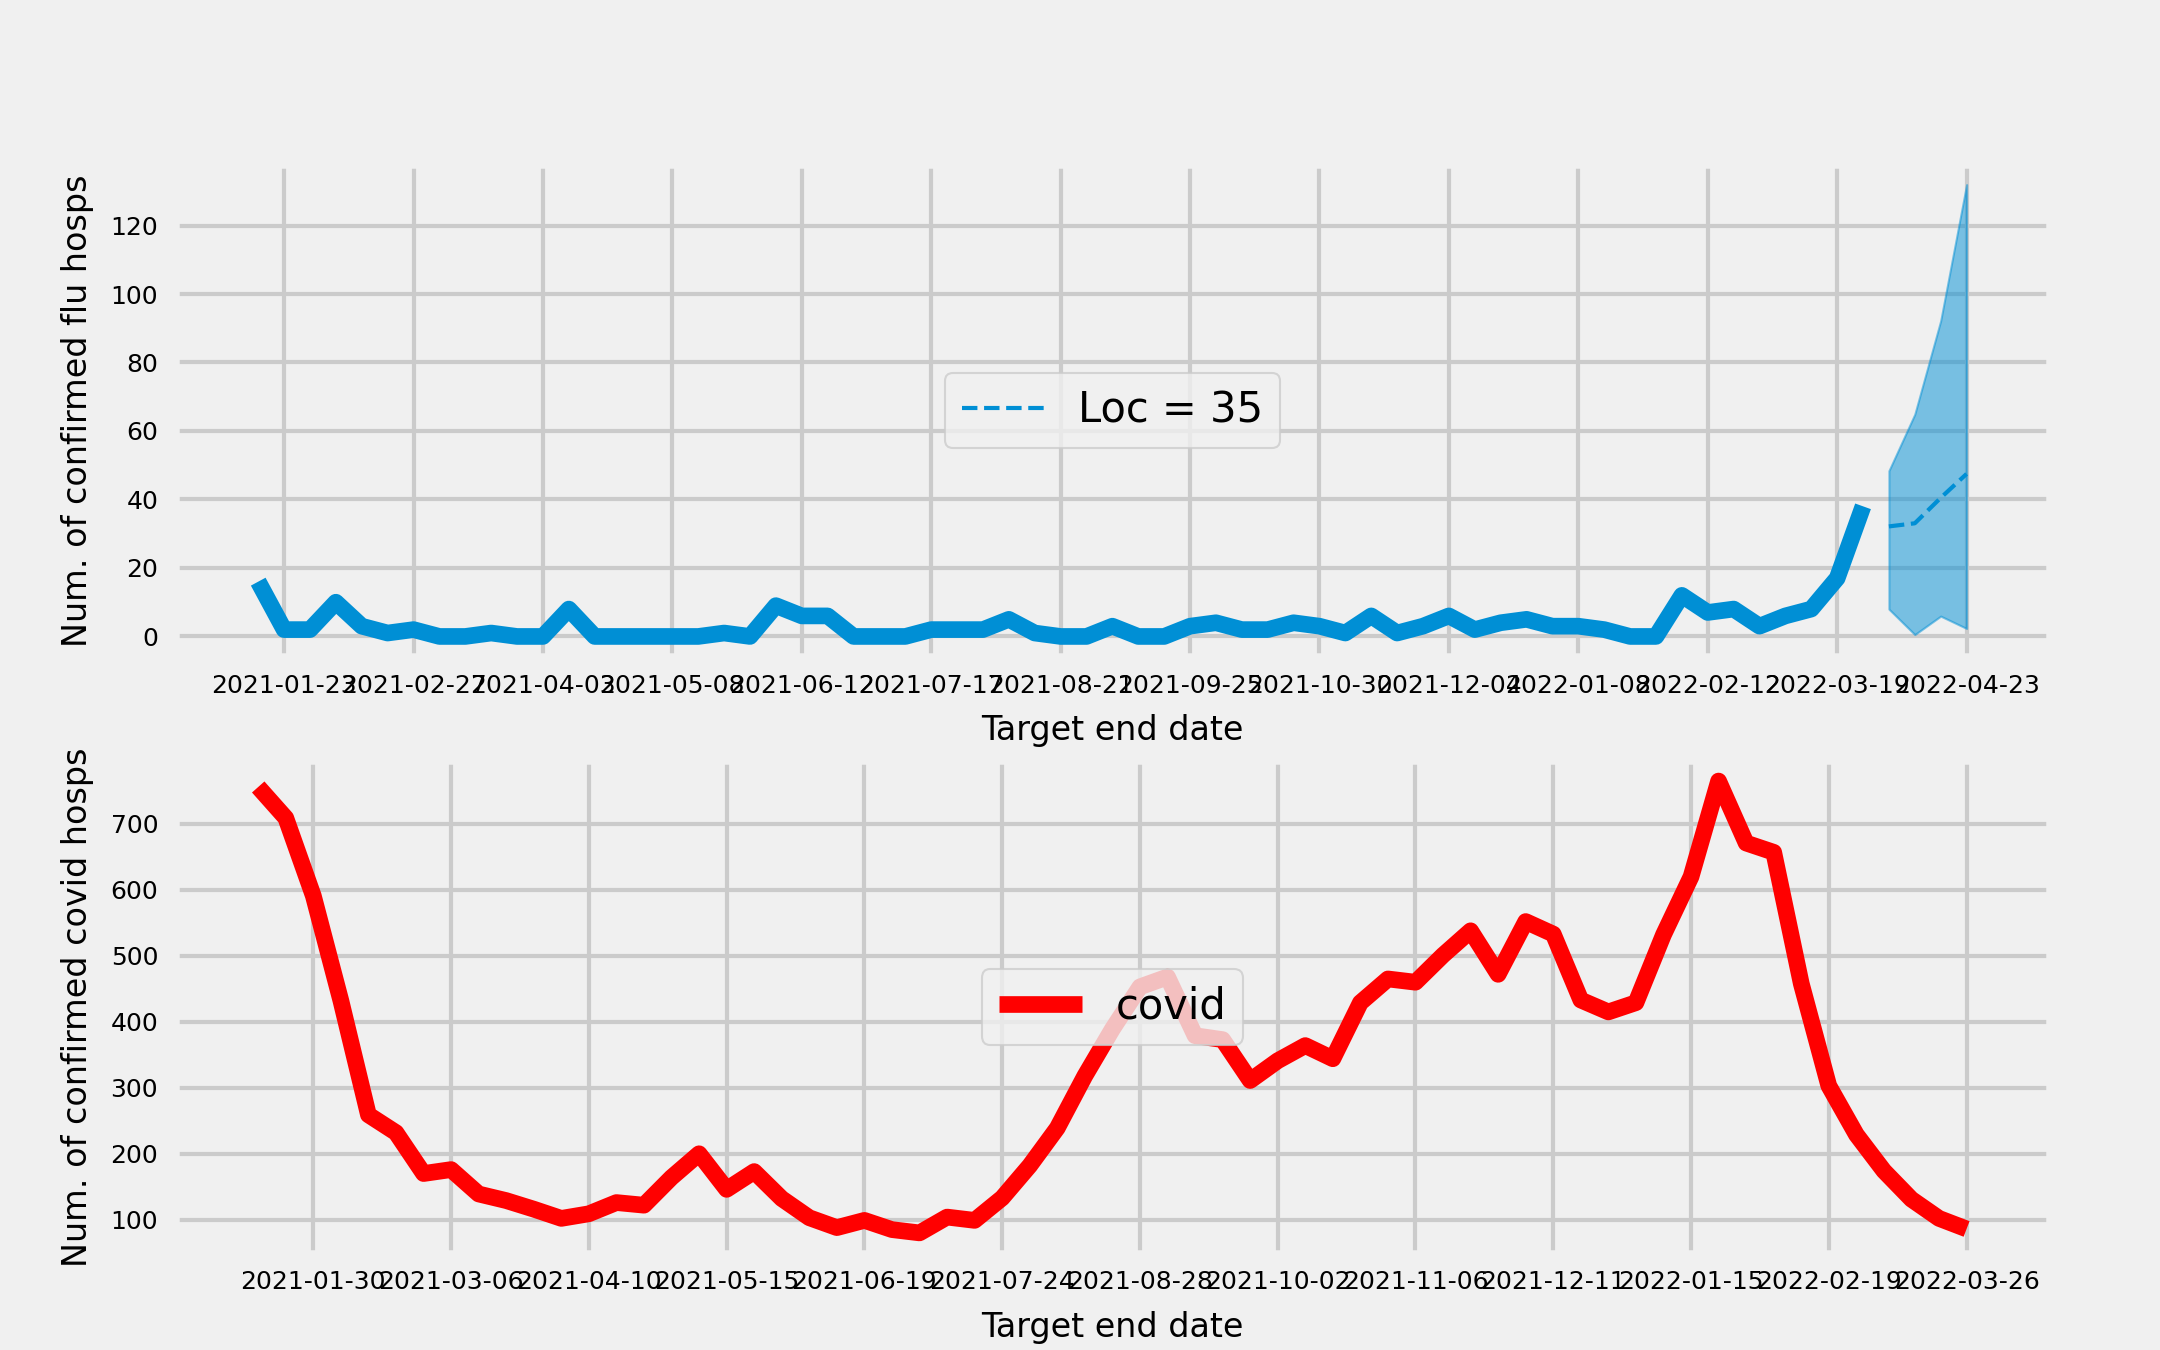 Num. of confirmed flu hosps
120
100
80
60
40
20
0
Loc = 35
2021-01-23 2021-02-27 2021-04-03 2021-05-08 2021-06-12 2021-07-17 2021-08-21 2021-09-25 2021-10-30 2021-12-04 2022-01-08 2022-02-12 2022-03-19 2022-04-23
Target end date
Num. of confirmed covid hosps
700
600
500
400
300
200
100
covid
2021-01-30 2021-03-06 2021-04-10 2021-05-15 2021-06-19 2021-07-24 2021-08-28 2021-10-02 2021-11-06 2021-12-11 2022-01-15 2022-02-19 2022-03-26
Target end date